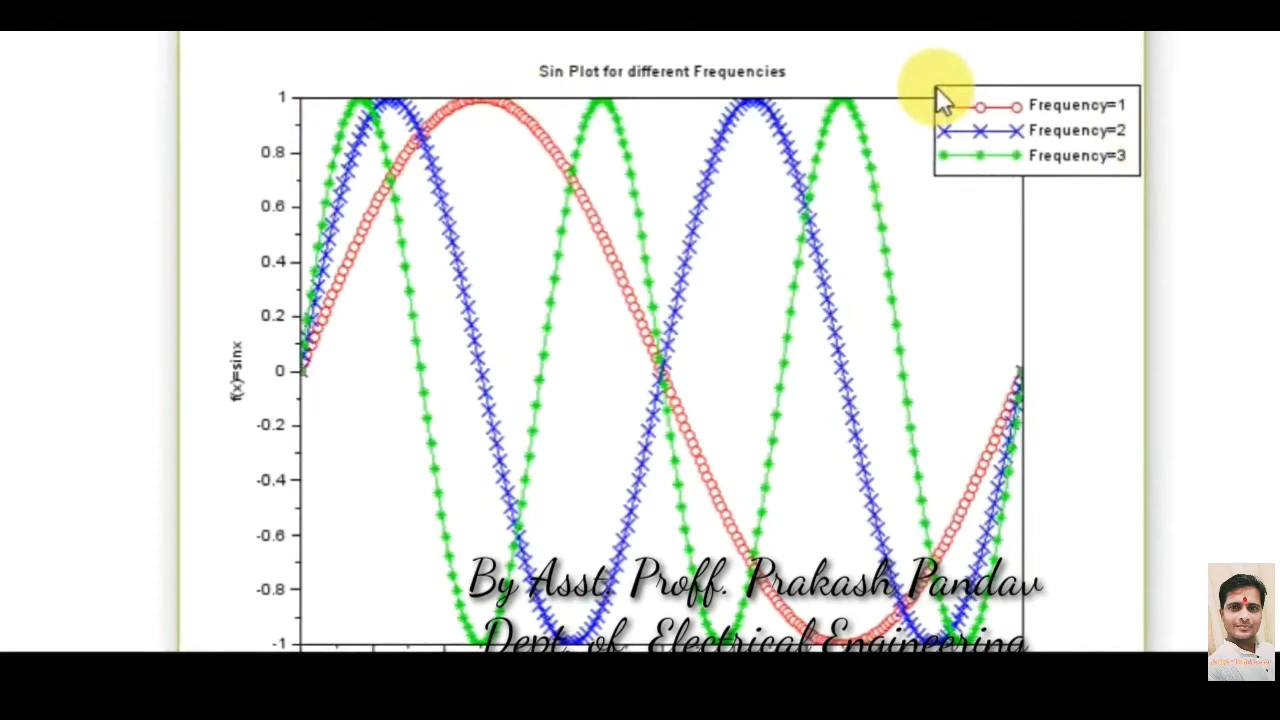 Sin Plot for different Frequencies
Frequency=1
Frequency=2
Frequency=3
1
0.8
0.6
0.4
0.2
0
-0.2
-0.4
-0.6
-0.8
-1
f(x)=sinx
By Asst. Proff. Prakash Pandav
Dept. of Electrical Engineering